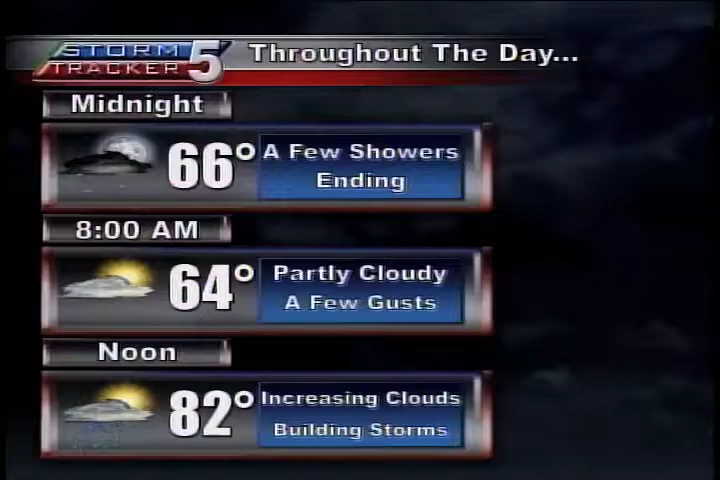 STORM
TRACKER 5
Throughout The Day...
Midnight
66°
A Few Showers
Ending
8:00 AM
64°
Partly Cloudy
A Few Gusts
Noon
82°
Increasing Clouds
Building Storms